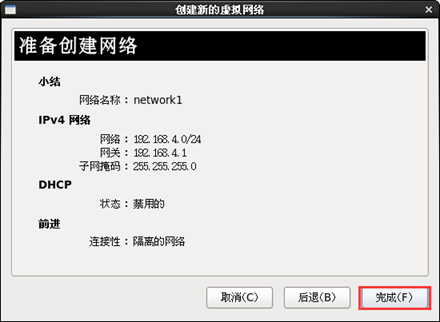 创建新的虚拟网络
准备创建网络
小结
网络名称： network1
IPv4 网络
网络： 192.168.4.0/24
网关： 192.168.4.1
子网掩码： 255.255.255.0
DHCP
状态： 禁用的
前进
连接性： 隔离的网络
取消(C) 后退(B) 完成(F)